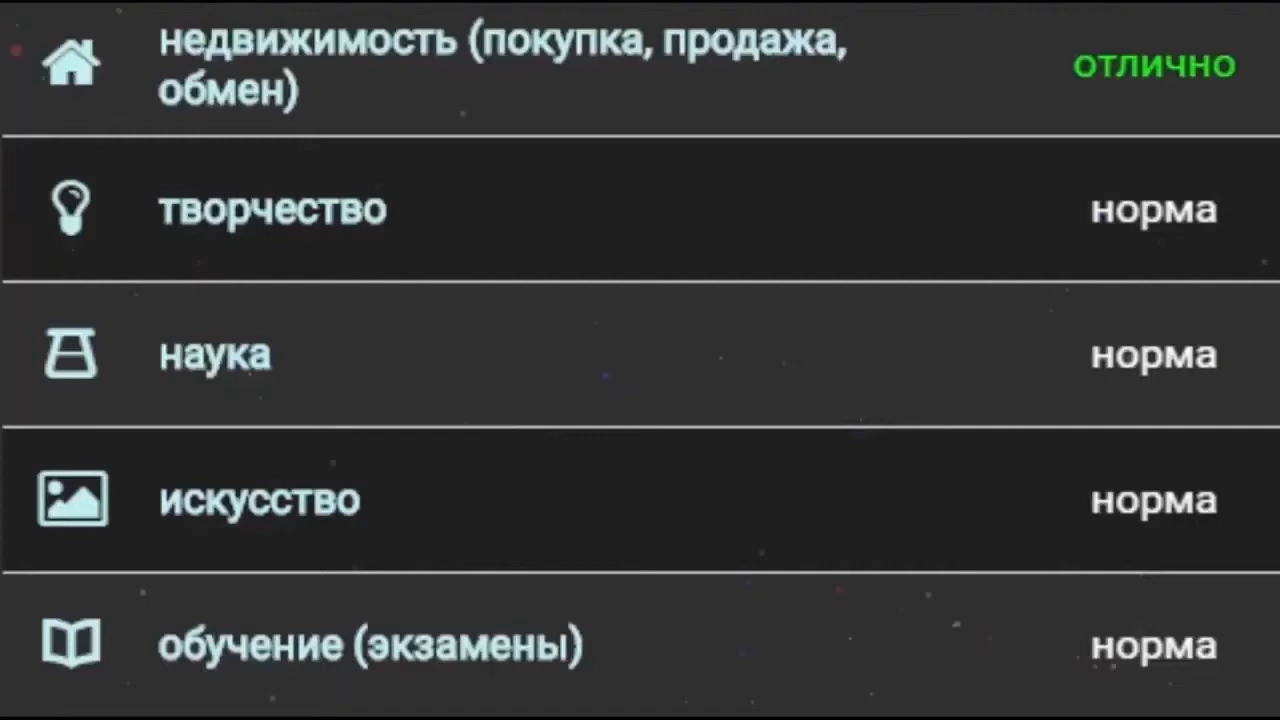 недвижимость (покупка, продажа,
обмен)
отлично
творчество
норма
наука
норма
искусство
норма
обучение (экзамены)
норма